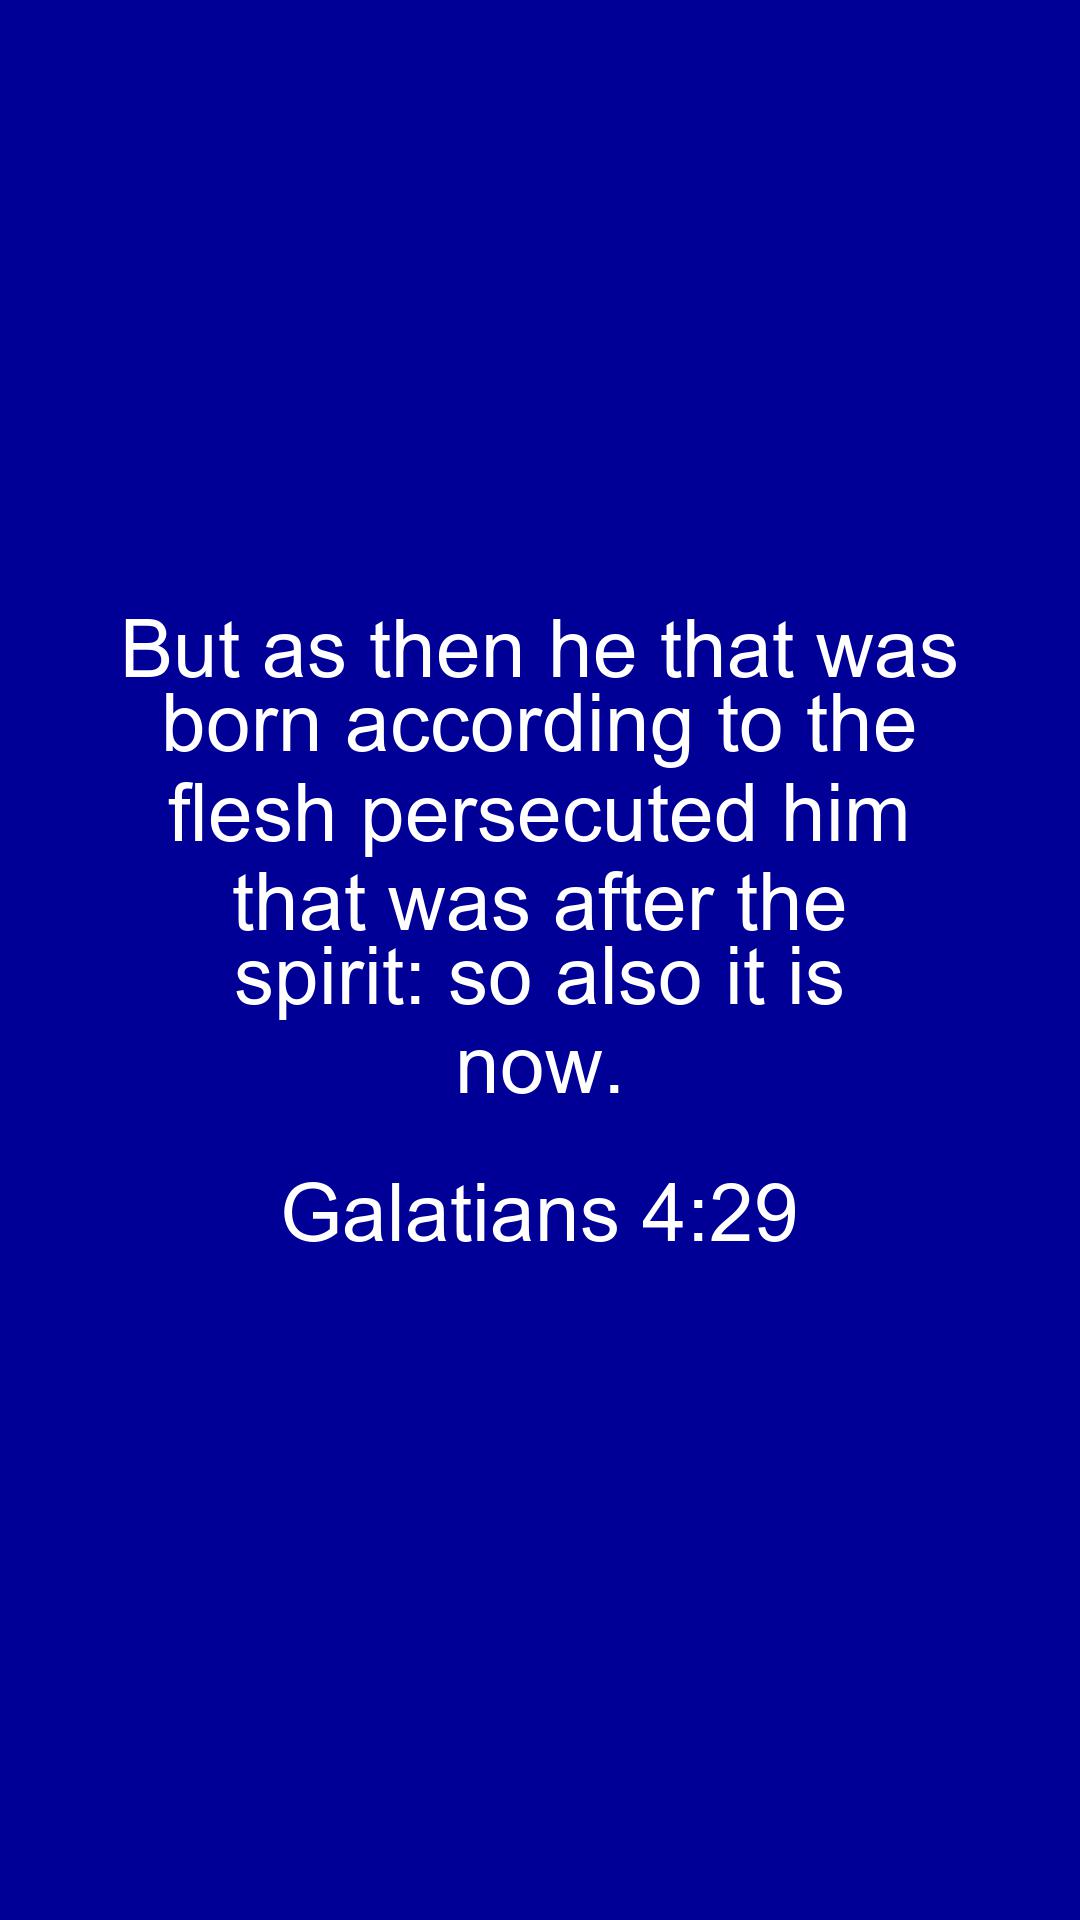 But as then he that was
born according to the
flesh persecuted him
that was after the
spirit: so also it is
now.
Galatians 4:29